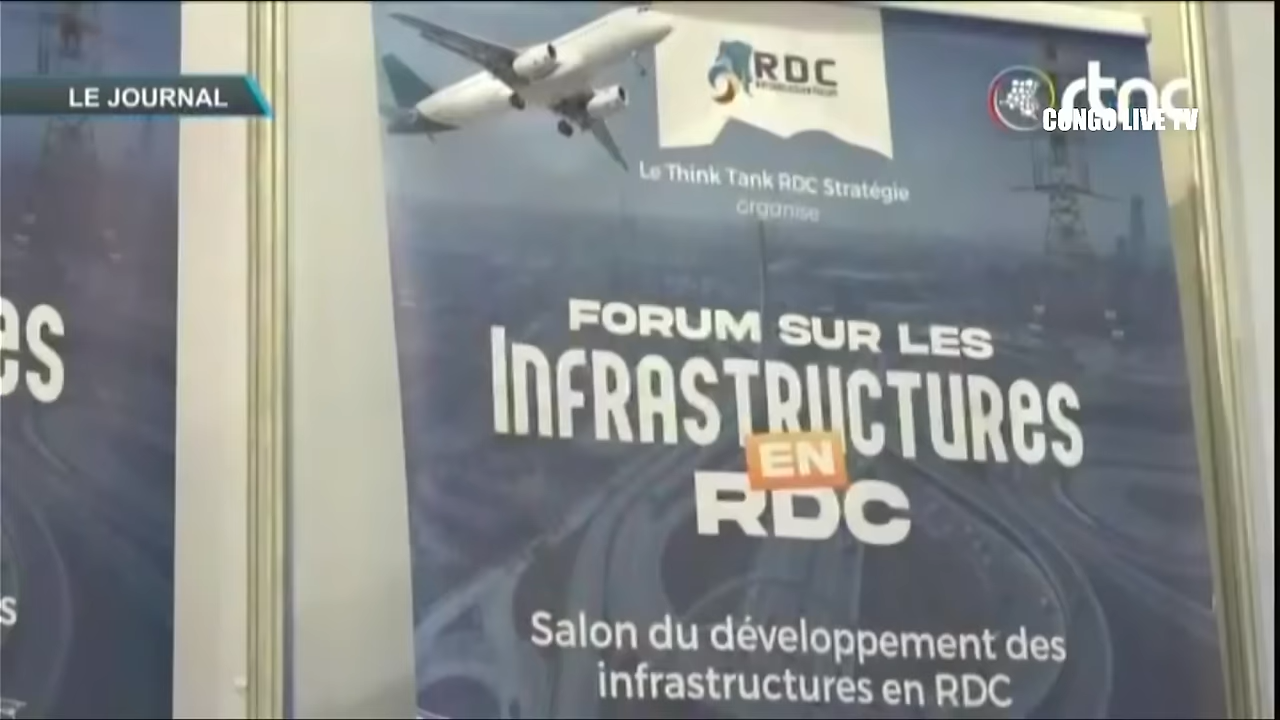 LE JOURNAL
RDC
rtnc
CONGO LIVE TV
Le Think Tank RDC Stratégie
organise
FORUM SUR LES
INFRASTRUCTURES
EN
RDC
es
s
Salon du développement des
infrastructures en RDC